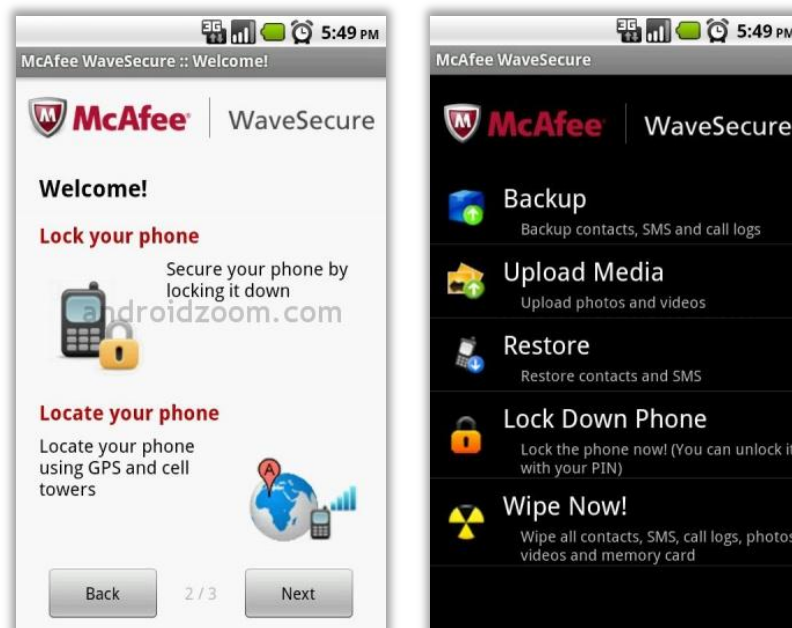 3G 5:49 PM
McAfee WaveSecure :: Welcome!
M McAfee WaveSecure
Welcome!
Lock your phone
Secure your phone by
locking it down
androidzoom.com
Locate your phone
Locate your phone
using GPS and cell
towers
A
Back 2 / 3 Next
3G 5:49 PM
McAfee WaveSecure
M McAfee WaveSecure
Backup
Backup contacts, SMS and call logs
Upload Media
Upload photos and videos
Restore
Restore contacts and SMS
Lock Down Phone
Lock the phone now! (You can unlock it
with your PIN)
Wipe Now!
Wipe all contacts, SMS, call logs, photos
videos and memory card